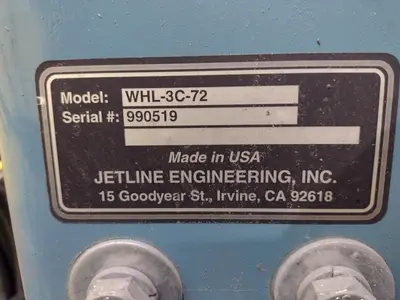 Model: WHL-3C-72
Serial #: 990519
Made in USA
JETLINE ENGINEERING, INC.
15 Goodyear St., Irvine, CA 92618